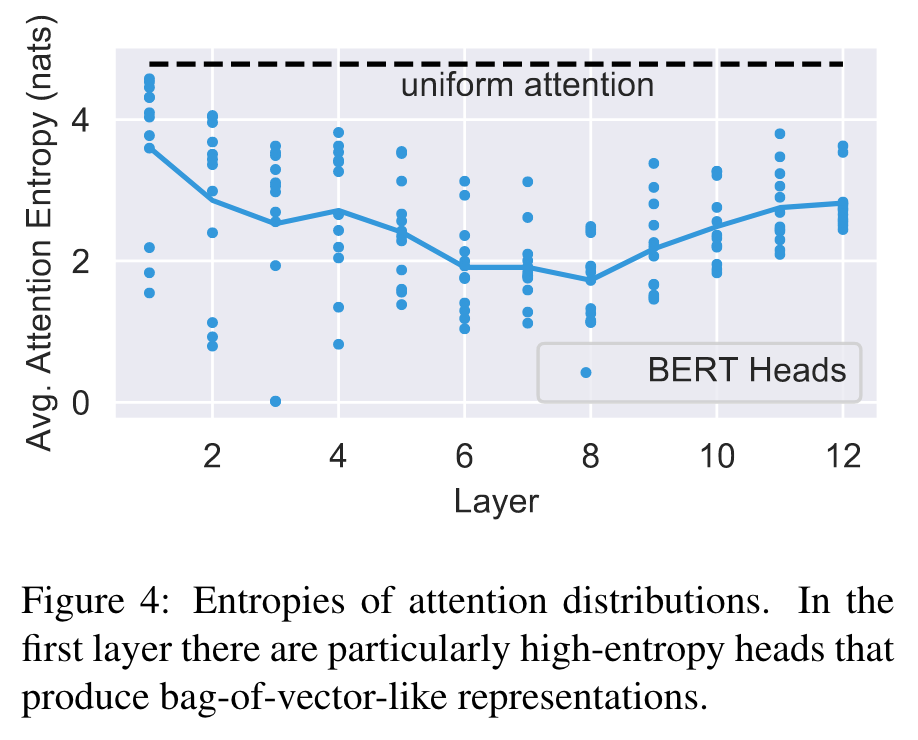 Avg. Attention Entropy (nats)
4
2
0
uniform attention
BERT Heads
2 4 6 8 10 12
Layer
Figure 4: Entropies of attention distributions. In the
first layer there are particularly high-entropy heads that
produce bag-of-vector-like representations.